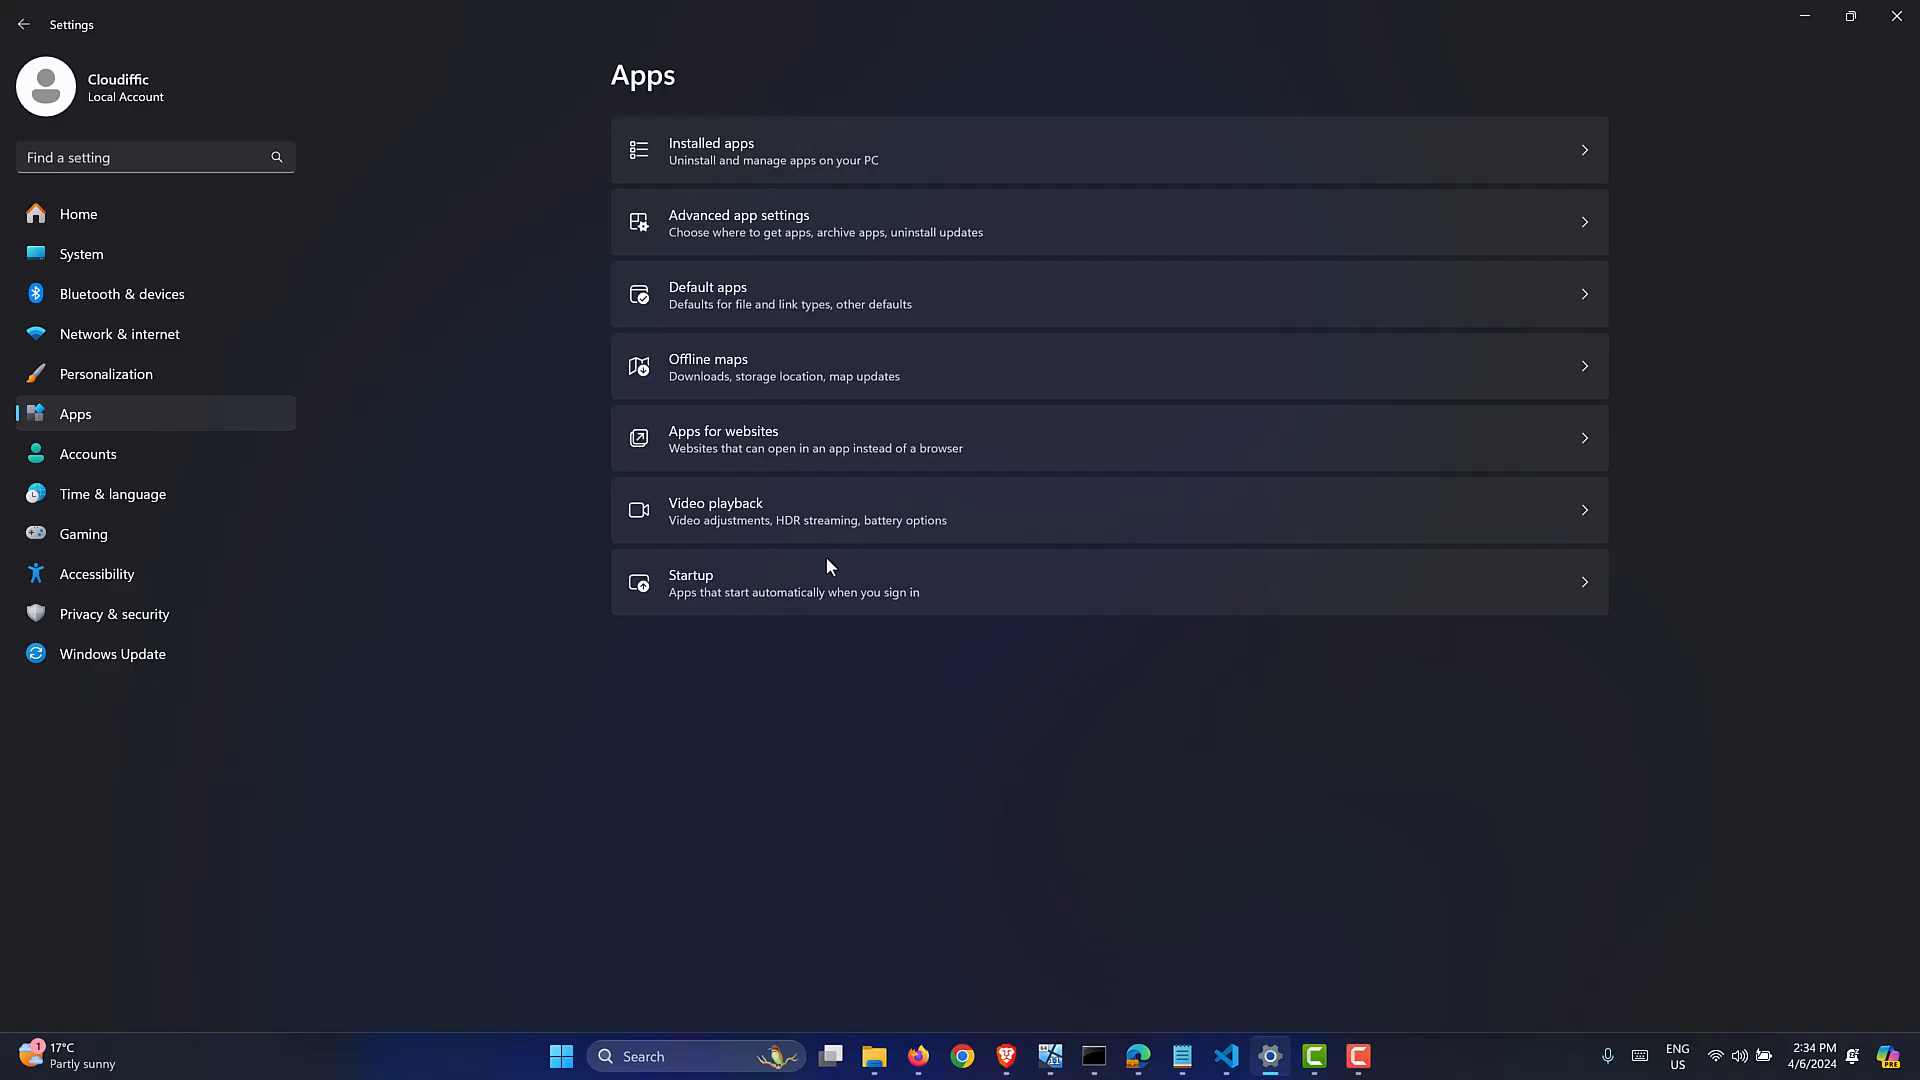 Settings
Cloudiffic
Local Account
Find a setting
Home
System
Bluetooth & devices
Network & internet
Personalization
Apps
Accounts
Time & language
Gaming
Accessibility
Privacy & security
Windows Update
Apps
Installed apps
Uninstall and manage apps on your PC
Advanced app settings
Choose where to get apps, archive apps, uninstall updates
Default apps
Defaults for file and link types, other defaults
Offline maps
Downloads, storage location, map updates
Apps for websites
Websites that can open in an app instead of a browser
Video playback
Video adjustments, HDR streaming, battery options
Startup
Apps that start automatically when you sign in
1
17°C
Partly sunny
Search
ENG
US
2:34 PM
4/6/2024
PRE